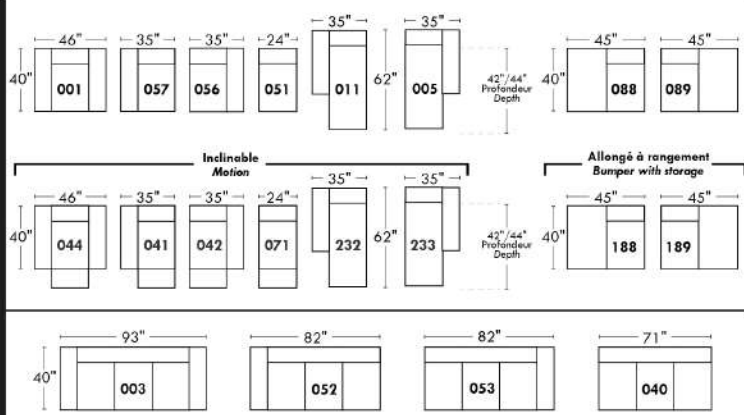 46" 35" 35" 24" 35" 35" 45" 45"
40" 001 057 056 051 011 62" 005 42"/44" Profondeur Depth 40" 088 089
Inclinable
Motion
Allongé à rangement
Bumper with storage
46" 35" 35" 24" 35" 35" 45" 45"
40" 044 041 042 071 232 62" 233 42"/44" Profondeur Depth 40" 188 189
93" 82" 82" 71"
40" 003 052 053 040